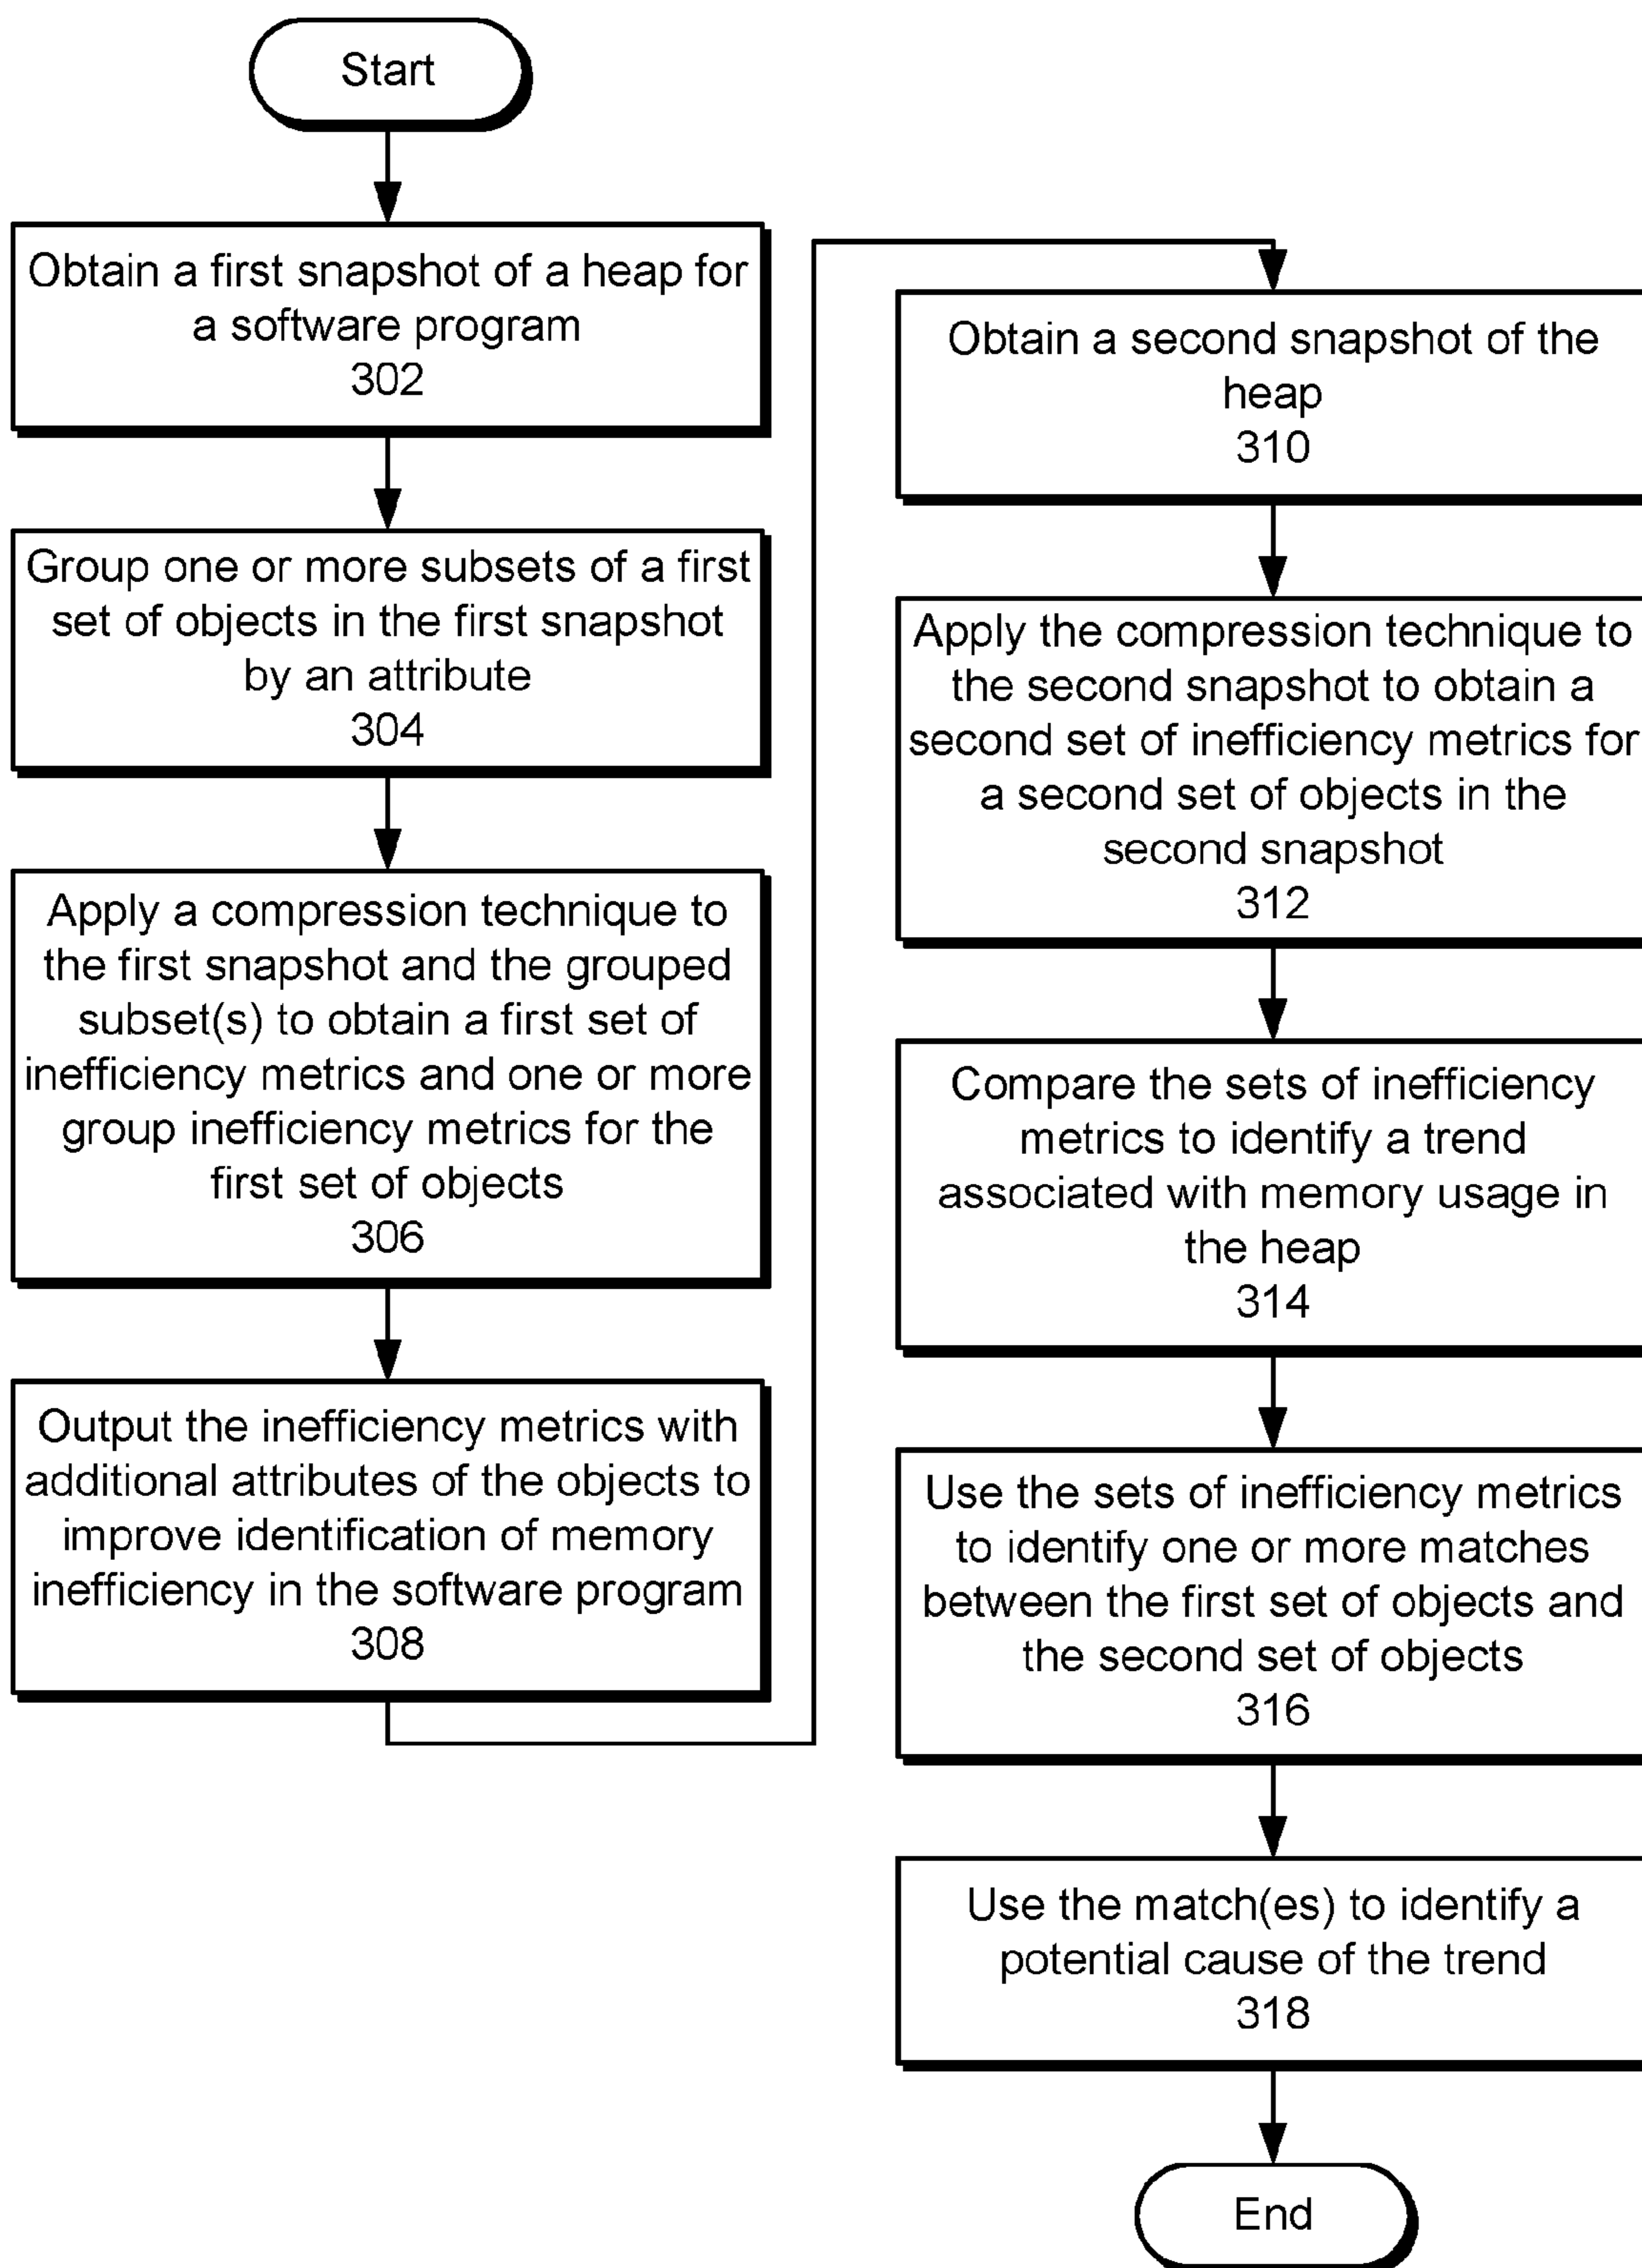 Start
Obtain a first snapshot of a heap for
a software program
302
Group one or more subsets of a first
set of objects in the first snapshot
by an attribute
304
Apply a compression technique to
the first snapshot and the grouped
subset(s) to obtain a first set of
inefficiency metrics and one or more
group inefficiency metrics for the
first set of objects
306
Output the inefficiency metrics with
additional attributes of the objects to
improve identification of memory
inefficiency in the software program
308
Obtain a second snapshot of the
heap
310
Apply the compression technique to
the second snapshot to obtain a
second set of inefficiency metrics for
a second set of objects in the
second snapshot
312
Compare the sets of inefficiency
metrics to identify a trend
associated with memory usage in
the heap
314
Use the sets of inefficiency metrics
to identify one or more matches
between the first set of objects and
the second set of objects
316
Use the match(es) to identify a
potential cause of the trend
318
End